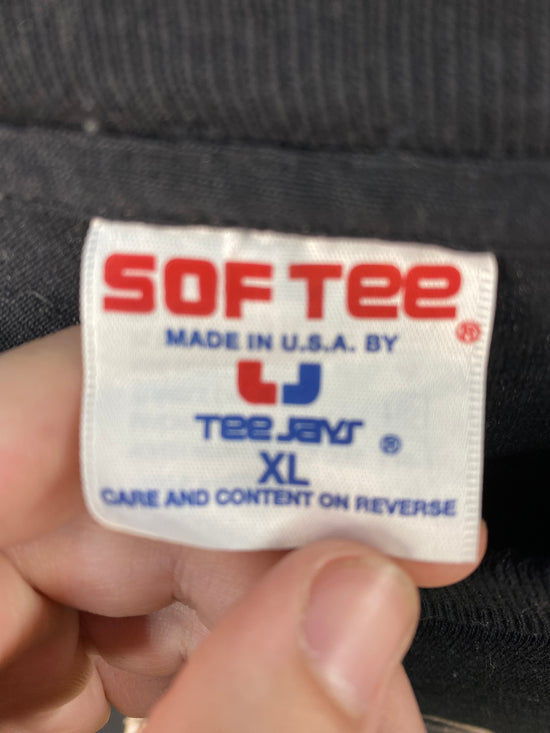 SOF TEE ®
MADE IN U.S.A. BY
TEE JAYS ®
XL
CARE AND CONTENT ON REVERSE